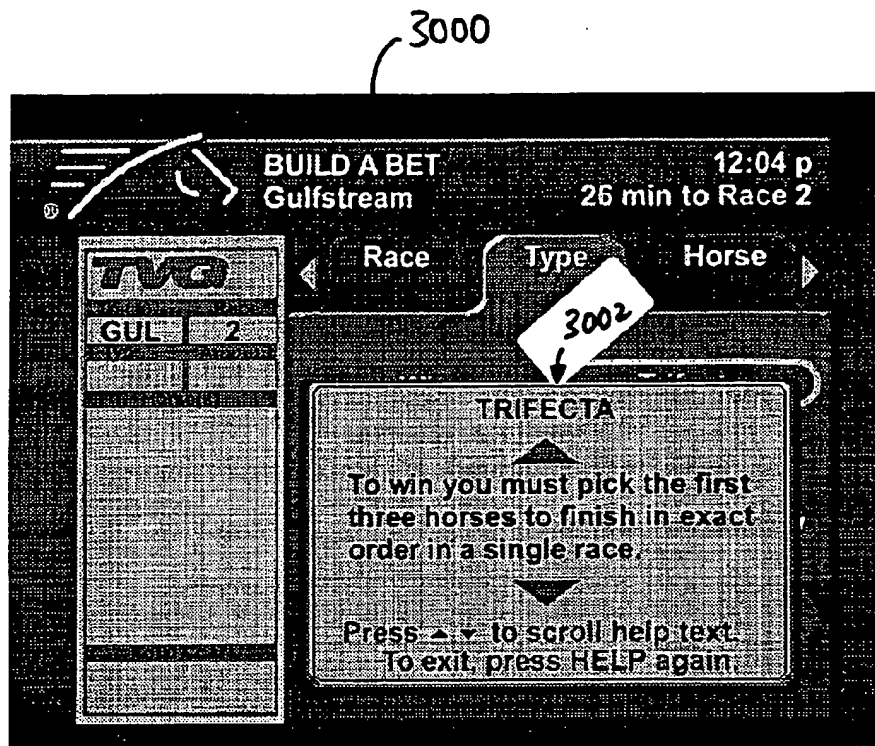 3000
BUILD A BET
Gulfstream
12:04 p
26 min to Race 2
®
TVG
GUL 2
Race Type Horse
3002
TRIFECTA
To win you must pick the first
three horses to finish in exact
order in a single race.
Press ▲ ▼ to scroll help text.
To exit, press HELP again.